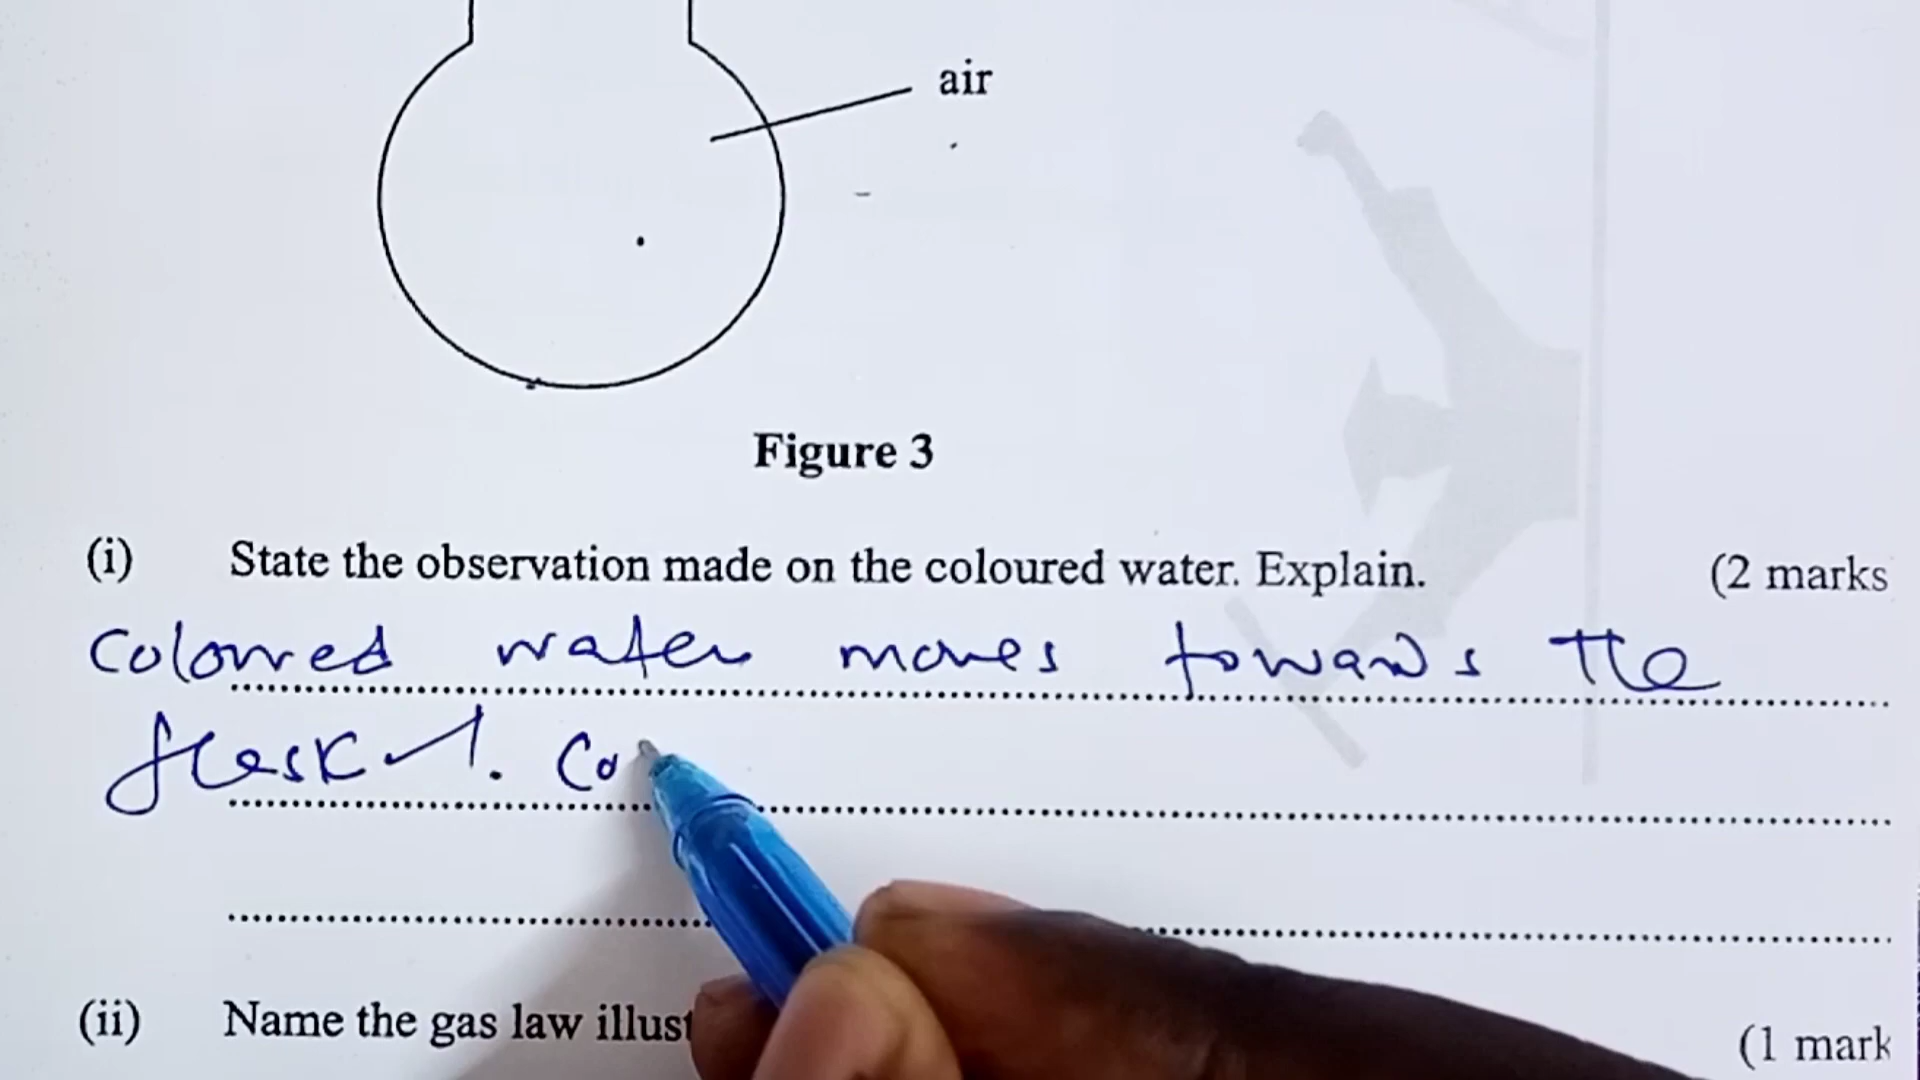 air
Figure 3
(i) State the observation made on the coloured water. Explain. (2 marks
Coloured water moves towards the
flask. Co
(ii) Name the gas law illust (1 mark